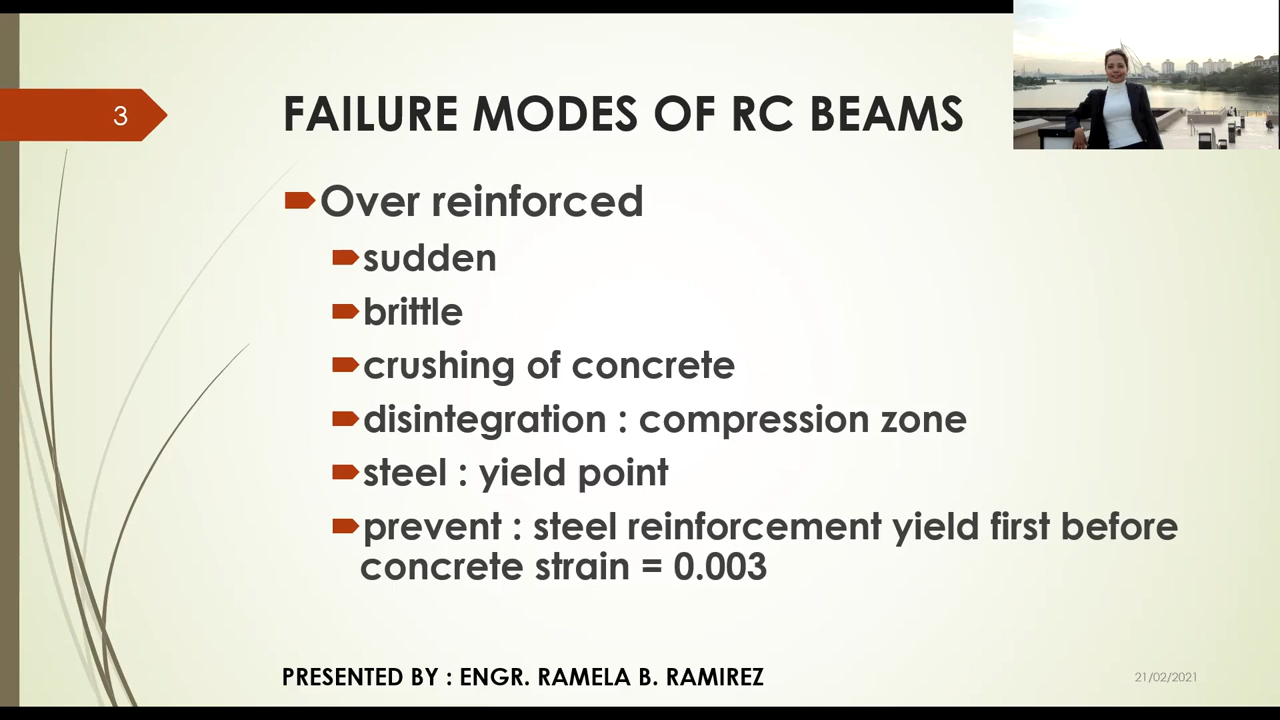 3
FAILURE MODES OF RC BEAMS
Over reinforced
sudden
brittle
crushing of concrete
disintegration : compression zone
steel : yield point
prevent : steel reinforcement yield first before
concrete strain = 0.003
PRESENTED BY : ENGR. RAMELA B. RAMIREZ
21/02/2021